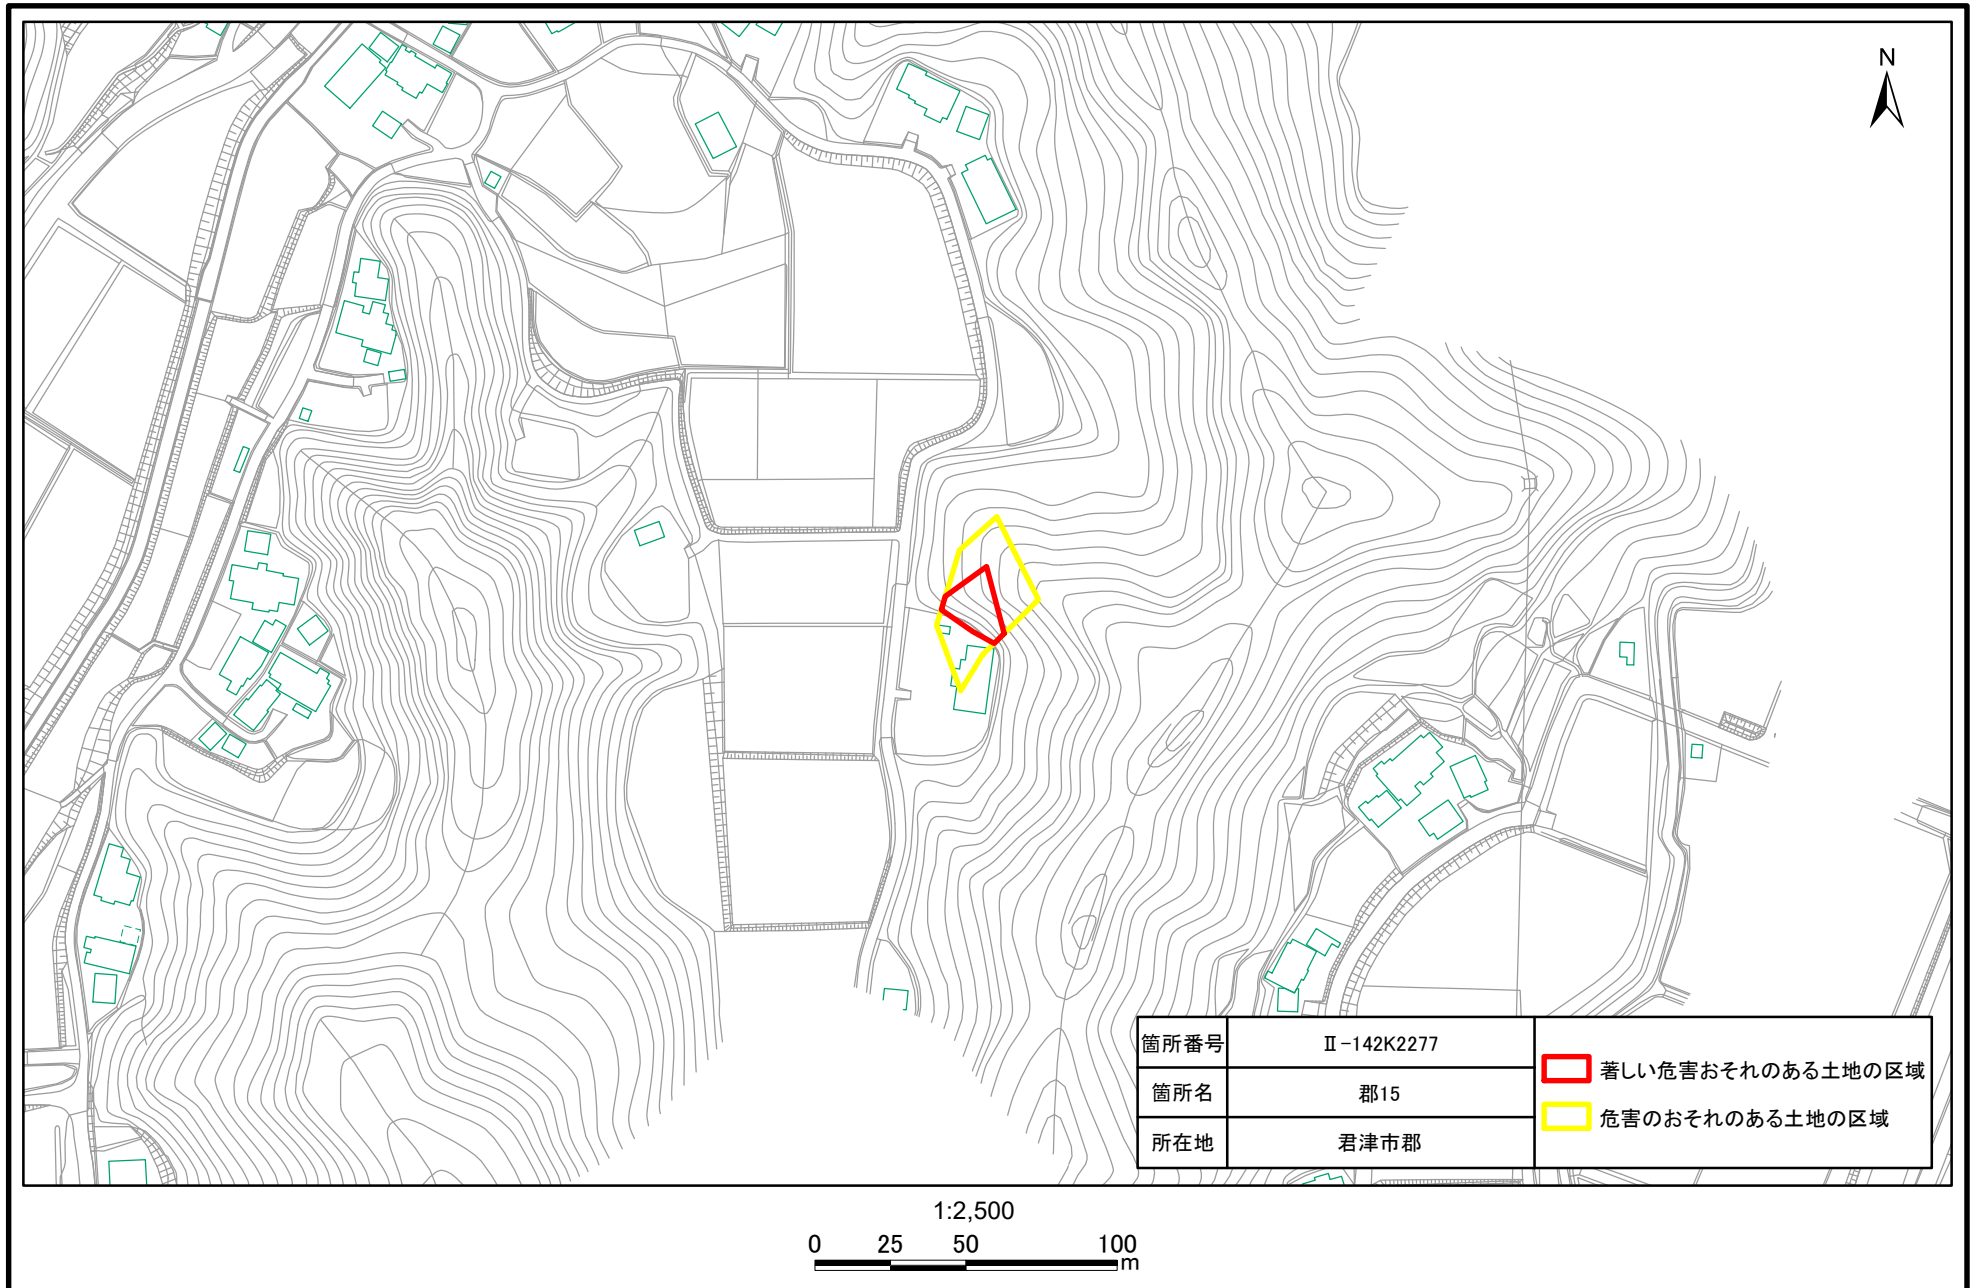 N
箇所番号 Ⅱ-142K2277
箇所名 郡15
所在地 君津市郡
著しい危害おそれのある土地の区域
危害のおそれのある土地の区域
1:2,500
0 25 50 100
m